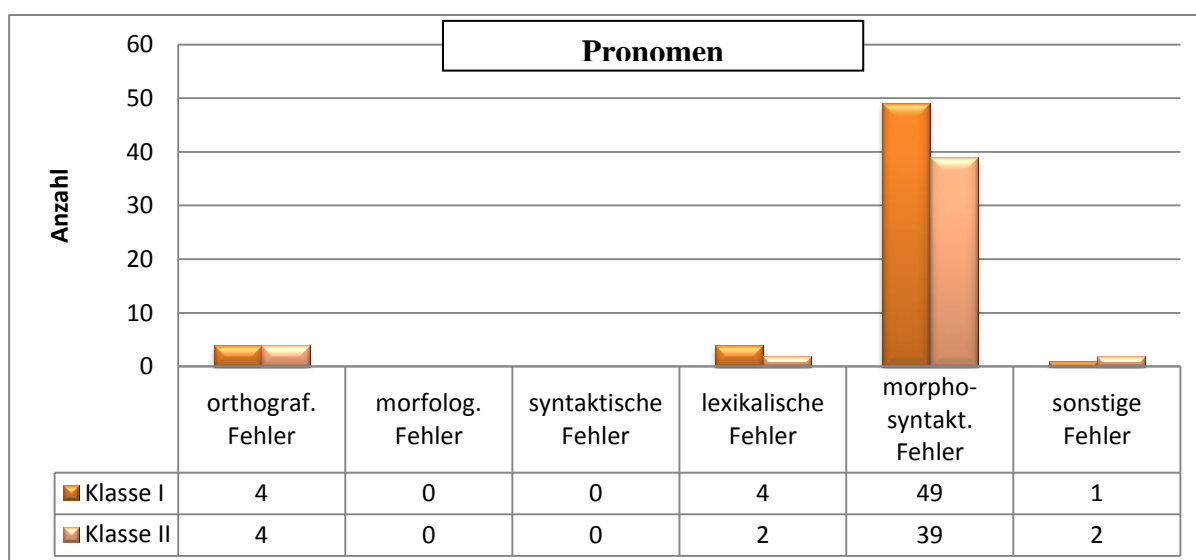 Pronomen
60
50
40
30
20
10
0
Anzahl
orthograf. Fehler
morfolog. Fehler
syntaktische Fehler
lexikalische Fehler
morpho-syntakt. Fehler
sonstige Fehler
Klasse I 4 0 0 4 49 1
Klasse II 4 0 0 2 39 2